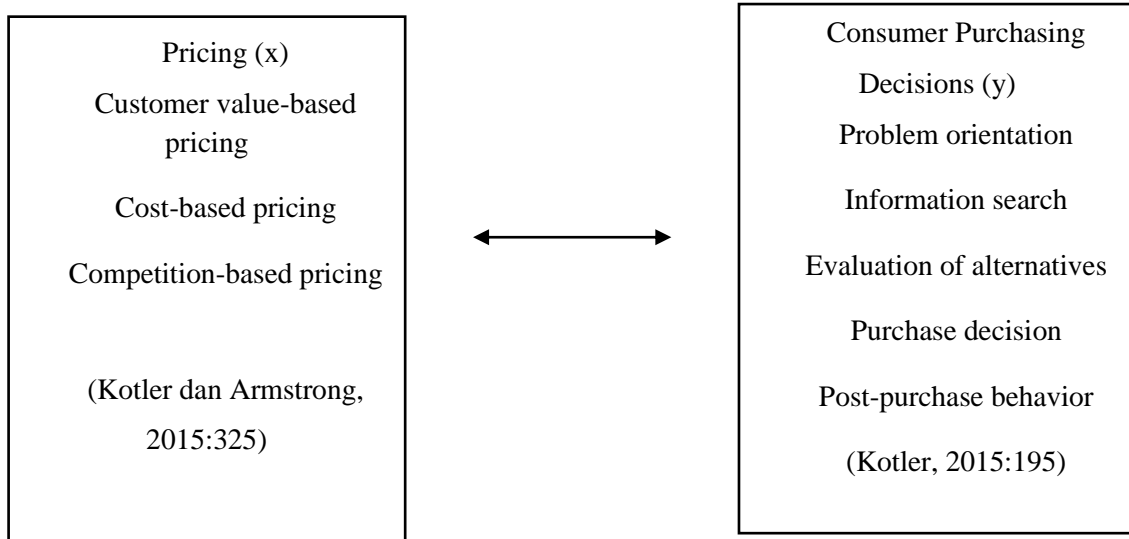 Pricing (x)
Customer value-based
pricing
Cost-based pricing
Competition-based pricing
(Kotler dan Armstrong,
2015:325)
Consumer Purchasing
Decisions (y)
Problem orientation
Information search
Evaluation of alternatives
Purchase decision
Post-purchase behavior
(Kotler, 2015:195)